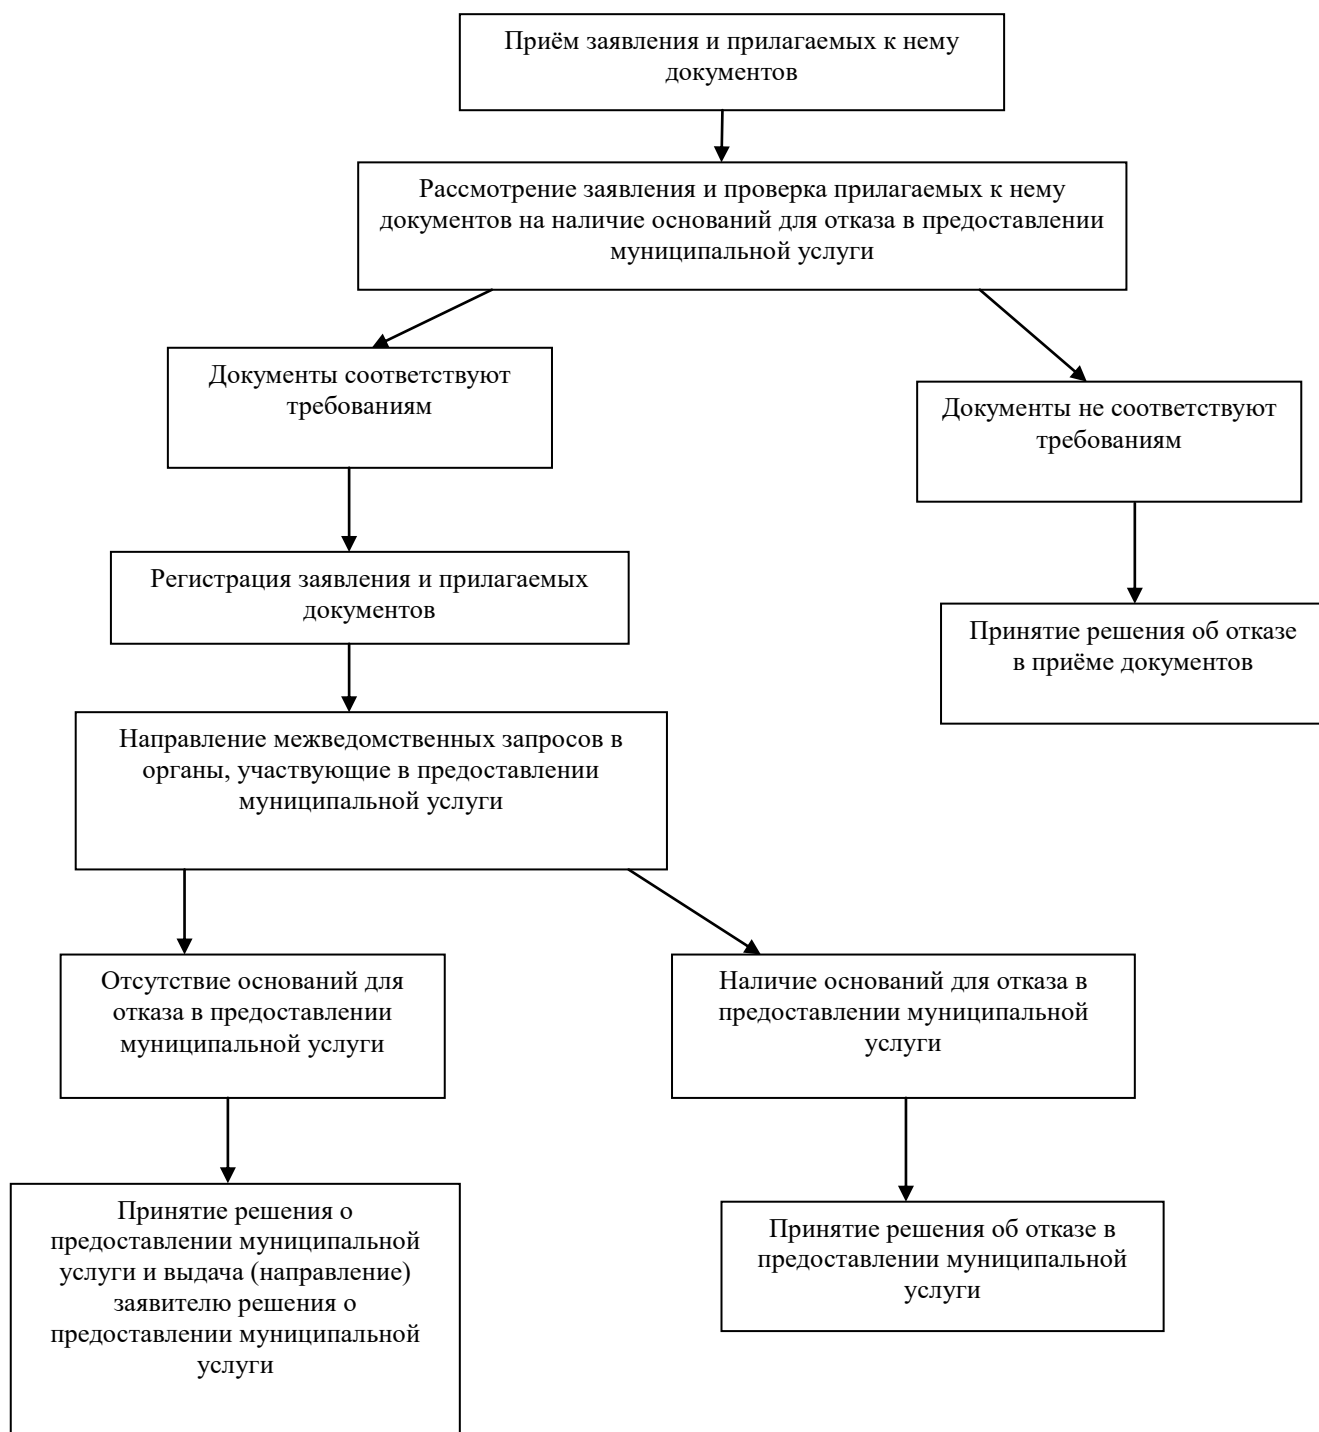 Приём заявления и прилагаемых к нему
документов
Рассмотрение заявления и проверка прилагаемых к нему
документов на наличие оснований для отказа в предоставлении
муниципальной услуги
Документы соответствуют
требованиям
Документы не соответствуют
требованиям
Регистрация заявления и прилагаемых
документов
Принятие решения об отказе
в приёме документов
Направление межведомственных запросов в
органы, участвующие в предоставлении
муниципальной услуги
Отсутствие оснований для
отказа в предоставлении
муниципальной услуги
Наличие оснований для отказа в
предоставлении муниципальной
услуги
Принятие решения о
предоставлении муниципальной
услуги и выдача (направление)
заявителю решения о
предоставлении муниципальной
услуги
Принятие решения об отказе в
предоставлении муниципальной
услуги